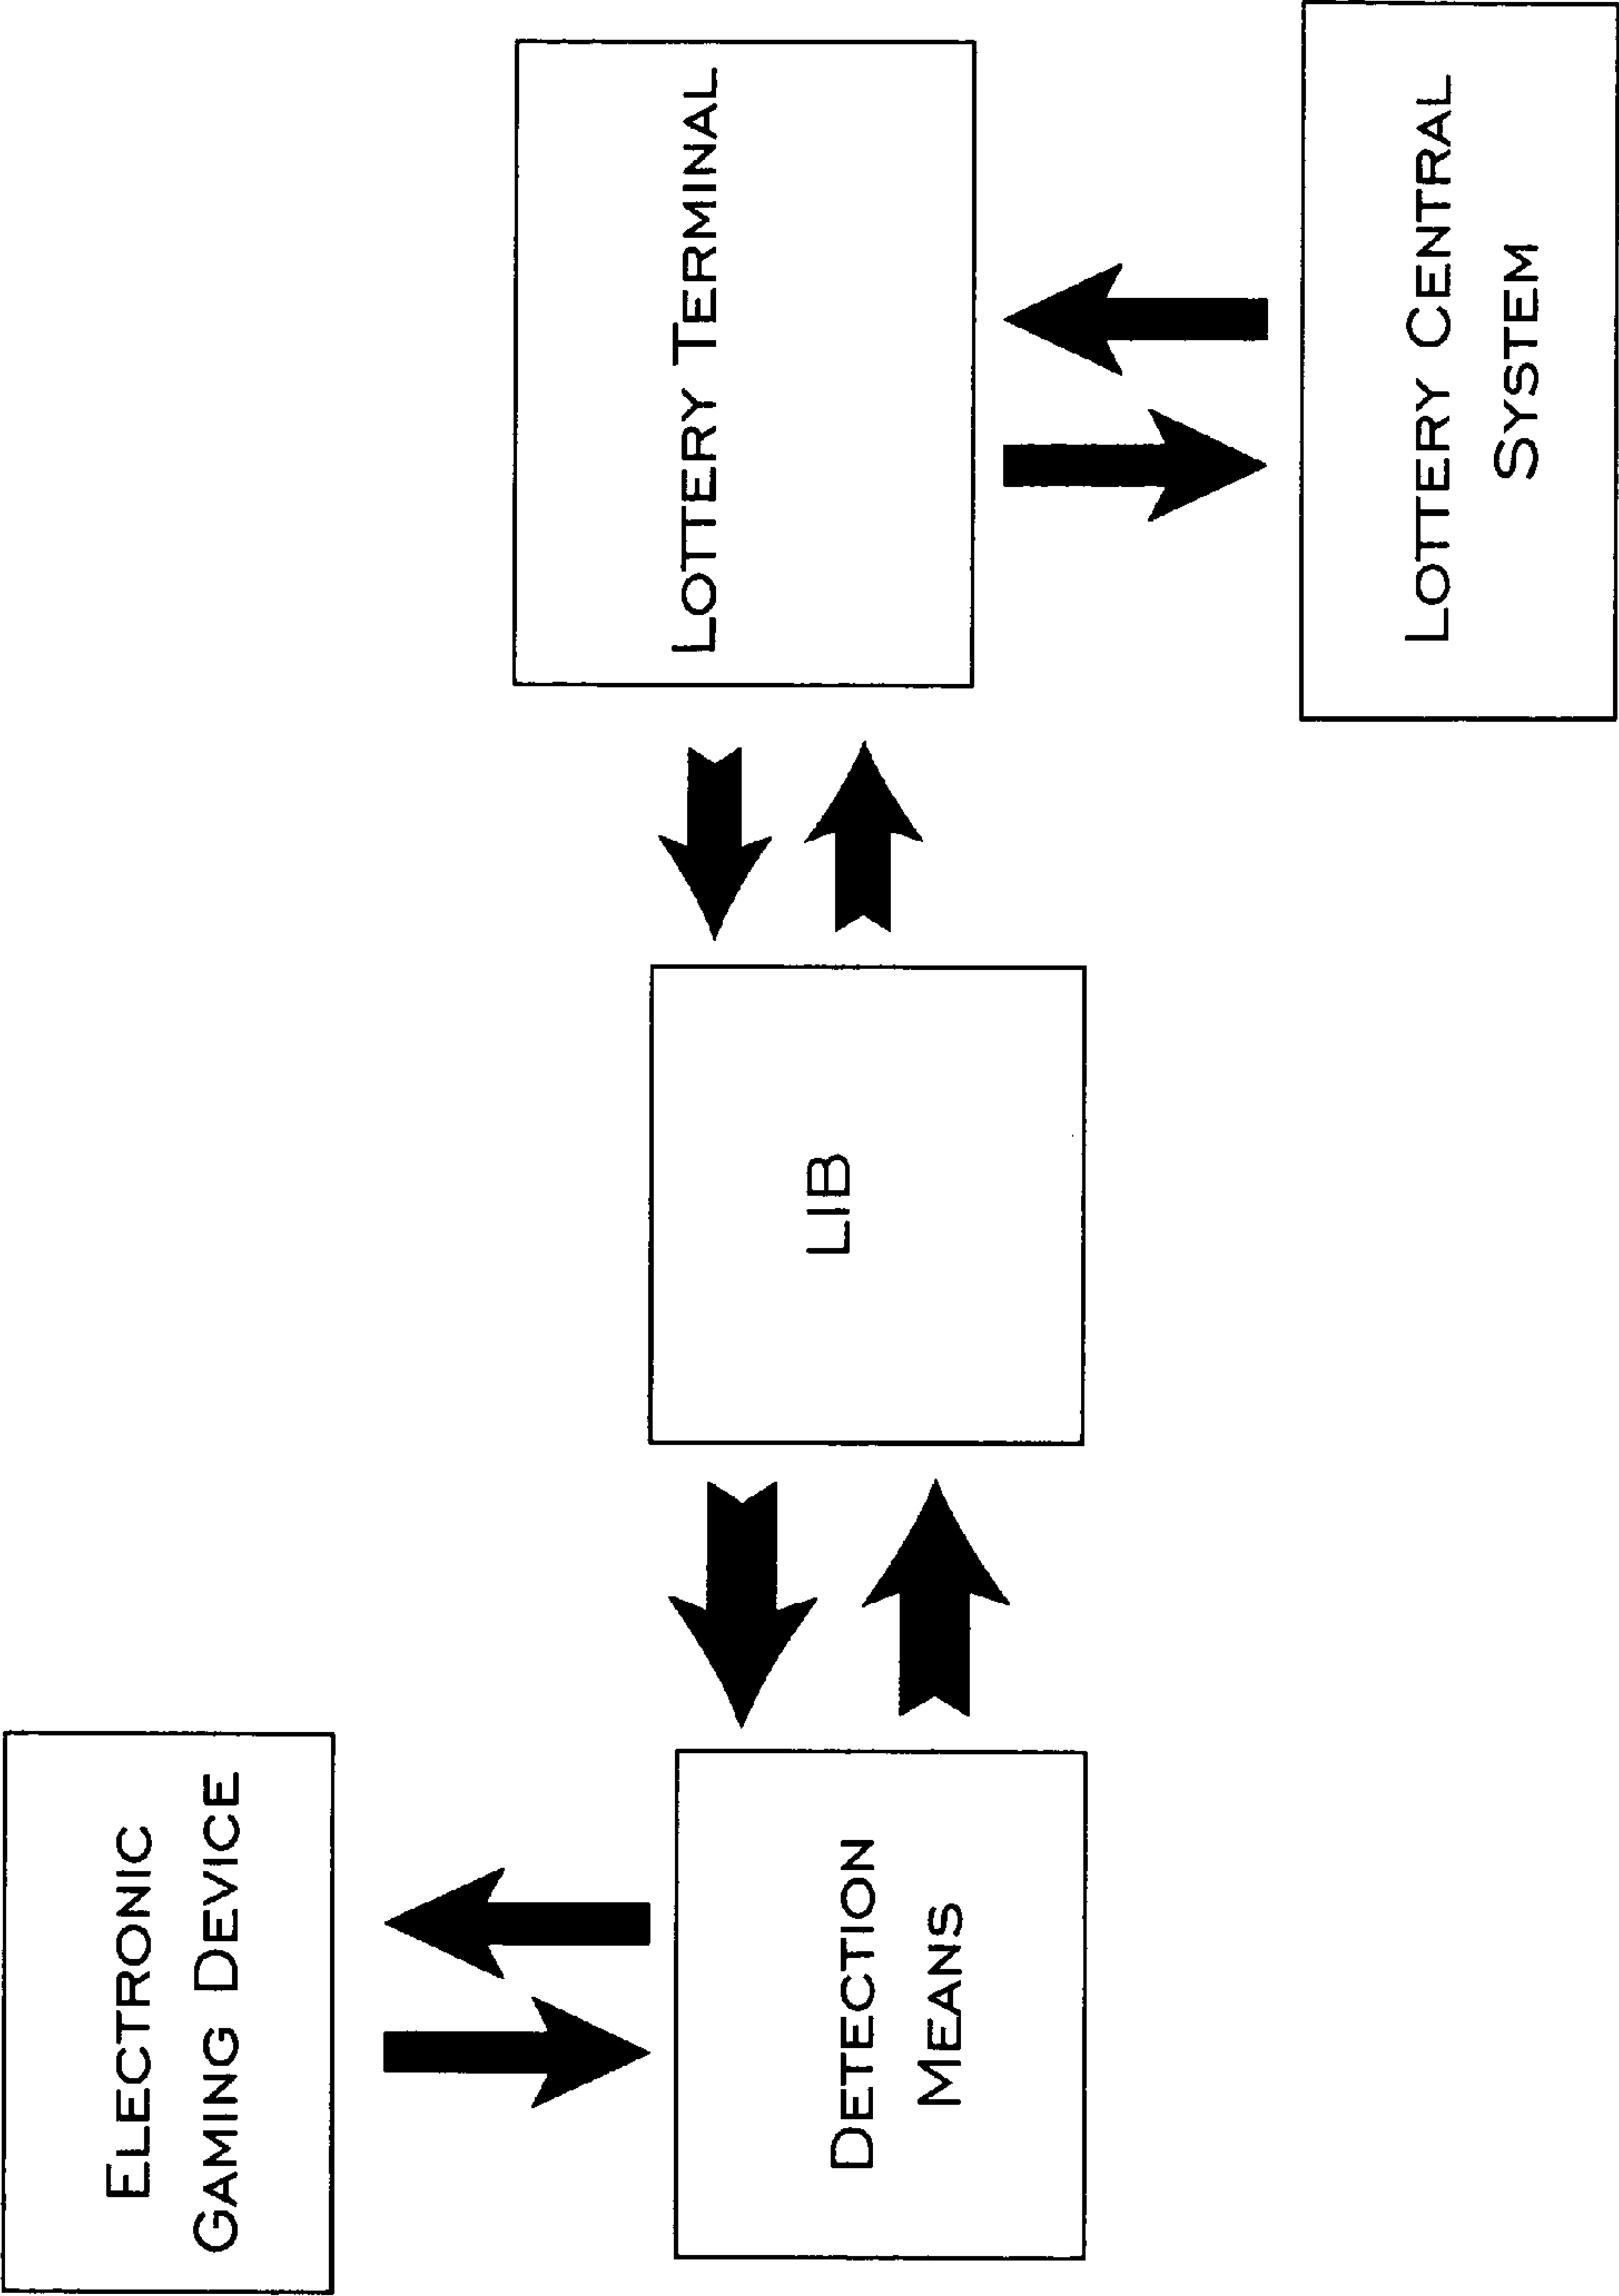 ELECTRONIC
GAMING DEVICE
DETECTION
MEANS
LIB
LOTTERY TERMINAL
LOTTERY CENTRAL
SYSTEM